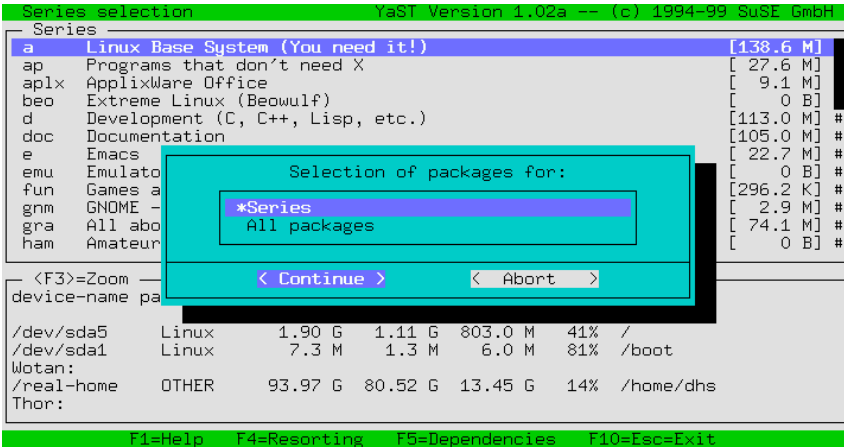 Series selection YaST Version 1.02a -- (c) 1994-99 SuSE GmbH
Series
a Linux Base System (You need it!) [138.6 M]
ap Programs that don't need X [ 27.6 M]
aplx ApplixWare Office [ 9.1 M]
beo Extreme Linux (Beowulf) [ 0 B]
d Development (C, C++, Lisp, etc.) [113.0 M] #
doc Documentation [105.0 M] #
e Emacs [ 22.7 M] #
emu Emulato [ 0 B] #
fun Games a [296.2 K] #
gnm GNOME - [ 2.9 M] #
gra All abo [ 74.1 M] #
ham Amateur [ 0 B] #
Selection of packages for:
*Series
All packages
< Continue > < Abort >
<F3>=Zoom
device-name pa
/dev/sda5 Linux 1.90 G 1.11 G 803.0 M 41% /
/dev/sda1 Linux 7.3 M 1.3 M 6.0 M 81% /boot
Wotan:
/real-home OTHER 93.97 G 80.52 G 13.45 G 14% /home/dhs
Thor:
F1=Help F4=Resorting F5=Dependencies F10=Esc=Exit